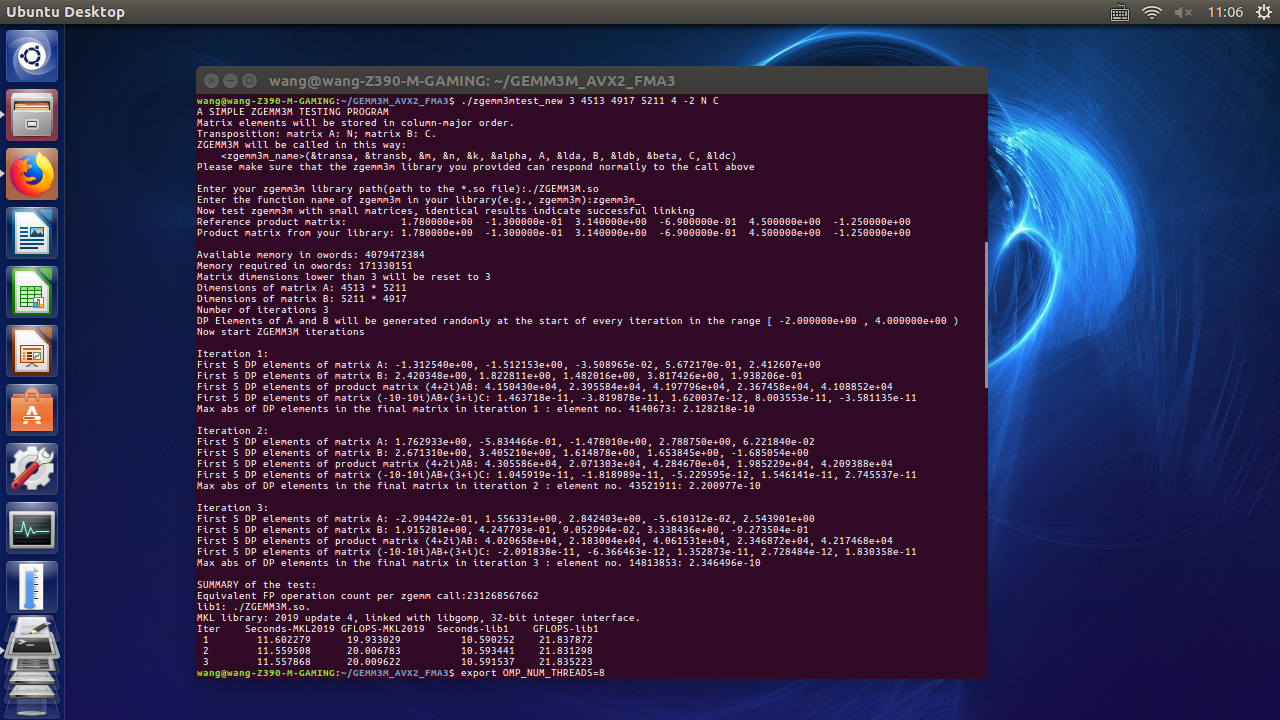 Ubuntu Desktop
11:06
wang@wang-Z390-M-GAMING: ~/GEMM3M_AVX2_FMA3
wang@wang-Z390-M-GAMING:~/GEMM3M_AVX2_FMA3$ ./zgemm3mtest_new 3 4513 4917 5211 4 -2 N C
A SIMPLE ZGEMM3M TESTING PROGRAM
Matrix elements will be stored in column-major order.
Transposition: matrix A: N; matrix B: C.
ZGEMM3M will be called in this way:
<zgemm3m_name>(&transa, &transb, &m, &n, &k, &alpha, A, &lda, B, &ldb, &beta, C, &ldc)
Please make sure that the zgemm3m library you provided can respond normally to the call above
Enter your zgemm3m library path(path to the *.so file):./ZGEMM3M.so
Enter the function name of zgemm3m in your library(e.g., zgemm3m):zgemm3m_
Now test zgemm3m with small matrices, identical results indicate successful linking
Reference product matrix: 1.780000e+00 -1.300000e-01 3.140000e+00 -6.900000e-01 4.500000e+00 -1.250000e+00
Product matrix from your library: 1.780000e+00 -1.300000e-01 3.140000e+00 -6.900000e-01 4.500000e+00 -1.250000e+00
Available memory in owords: 4079472384
Memory required in owords: 171330151
Matrix dimensions lower than 3 will be reset to 3
Dimensions of matrix A: 4513 * 5211
Dimensions of matrix B: 5211 * 4917
Number of iterations 3
DP Elements of A and B will be generated randomly at the start of every iteration in the range [ -2.000000e+00 , 4.000000e+00 )
Now start ZGEMM3M iterations
Iteration 1:
First 5 DP elements of matrix A: -1.312540e+00, -1.512153e+00, -3.508965e-02, 5.672170e-01, 2.412607e+00
First 5 DP elements of matrix B: 2.420348e+00, 1.822811e+00, 1.482016e+00, 3.817426e+00, 1.938206e-01
First 5 DP elements of product matrix (4+2i)AB: 4.150430e+04, 2.395584e+04, 4.197796e+04, 2.367458e+04, 4.108852e+04
First 5 DP elements of matrix (-10-10i)AB+(3+i)C: 1.463718e-11, -3.819878e-11, 1.620037e-12, 8.003553e-11, -3.581135e-11
Max abs of DP elements in the final matrix in iteration 1 : element no. 4140673: 2.128218e-10
Iteration 2:
First 5 DP elements of matrix A: 1.762933e+00, -5.834466e-01, -1.478010e+00, 2.788750e+00, 6.221840e-02
First 5 DP elements of matrix B: 2.671310e+00, 3.405210e+00, 1.614878e+00, 1.653845e+00, -1.685054e+00
First 5 DP elements of product matrix (4+2i)AB: 4.305586e+04, 2.071303e+04, 4.284670e+04, 1.985229e+04, 4.209388e+04
First 5 DP elements of matrix (-10-10i)AB+(3+i)C: 1.045919e-11, -1.818989e-11, -5.229595e-12, 1.546141e-11, 2.745537e-11
Max abs of DP elements in the final matrix in iteration 2 : element no. 43521911: 2.200977e-10
Iteration 3:
First 5 DP elements of matrix A: -2.994422e-01, 1.556331e+00, 2.842403e+00, -5.610312e-02, 2.543901e+00
First 5 DP elements of matrix B: 1.915281e+00, 4.247793e-01, 9.052994e-02, 3.338436e+00, -9.273504e-01
First 5 DP elements of product matrix (4+2i)AB: 4.020658e+04, 2.183004e+04, 4.061531e+04, 2.346872e+04, 4.217468e+04
First 5 DP elements of matrix (-10-10i)AB+(3+i)C: -2.091838e-11, -6.366463e-12, 1.352873e-11, 2.728484e-12, 1.830358e-11
Max abs of DP elements in the final matrix in iteration 3 : element no. 14813853: 2.346496e-10
SUMMARY of the test:
Equivalent FP operation count per zgemm call:231268567662
lib1: ./ZGEMM3M.so.
MKL library: 2019 update 4, linked with libgomp, 32-bit integer interface.
Iter Seconds-MKL2019 GFLOPS-MKL2019 Seconds-lib1 GFLOPS-lib1
1 11.602279 19.933029 10.590252 21.837872
2 11.559508 20.006783 10.593441 21.831298
3 11.557868 20.009622 10.591537 21.835223
wang@wang-Z390-M-GAMING:~/GEMM3M_AVX2_FMA3$ export OMP_NUM_THREADS=8